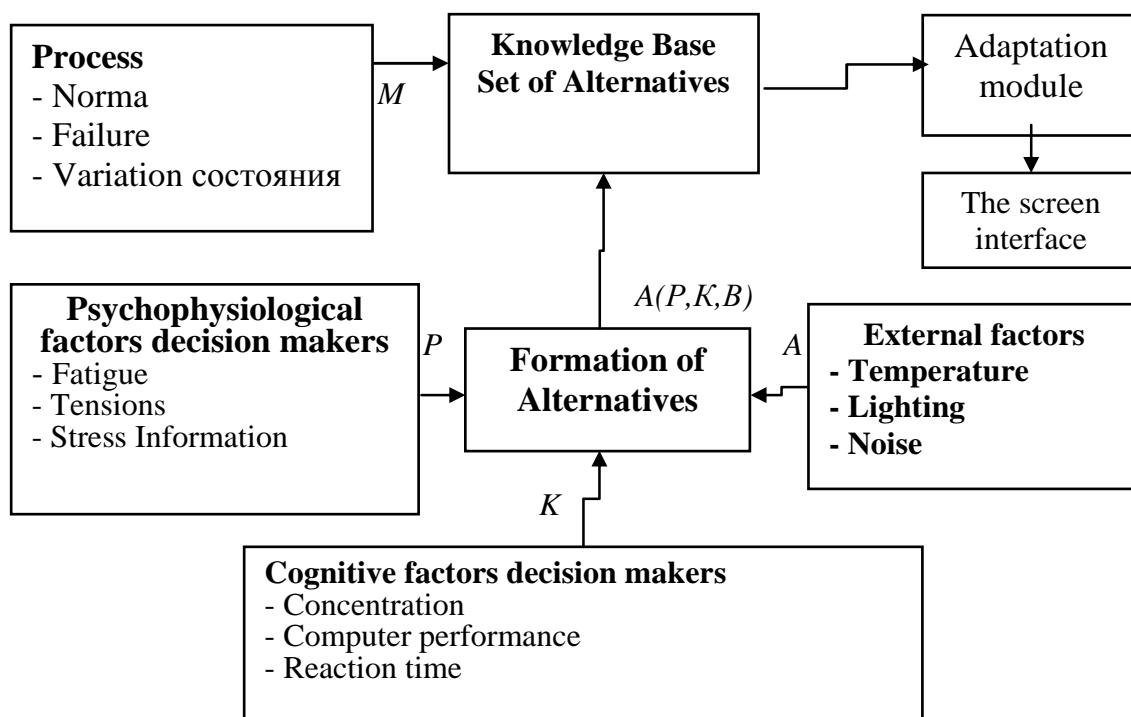 Process
- Norma
- Failure
- Variation состояния
M
Knowledge Base
Set of Alternatives
Adaptation
module
The screen
interface
Psychophysiological
factors decision makers
- Fatigue
- Tensions
- Stress Information
P
A(P,K,B)
Formation of
Alternatives
A
External factors
- Temperature
- Lighting
- Noise
K
Cognitive factors decision makers
- Concentration
- Computer performance
- Reaction time